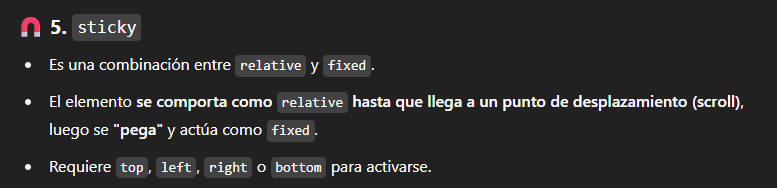 🧲 5. sticky
• Es una combinación entre relative y fixed.
• El elemento se comporta como relative hasta que llega a un punto de desplazamiento (scroll),
luego se "pega" y actúa como fixed.
• Requiere top, left, right o bottom para activarse.